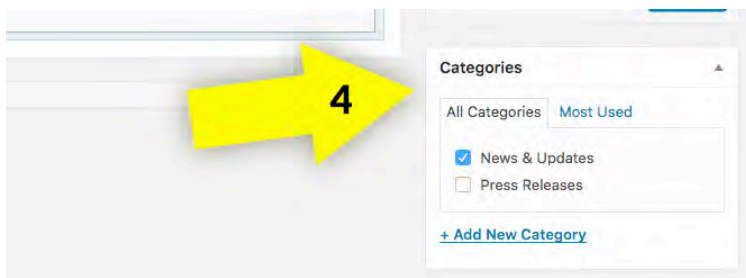 4
Categories
All Categories Most Used
News & Updates
Press Releases
+ Add New Category